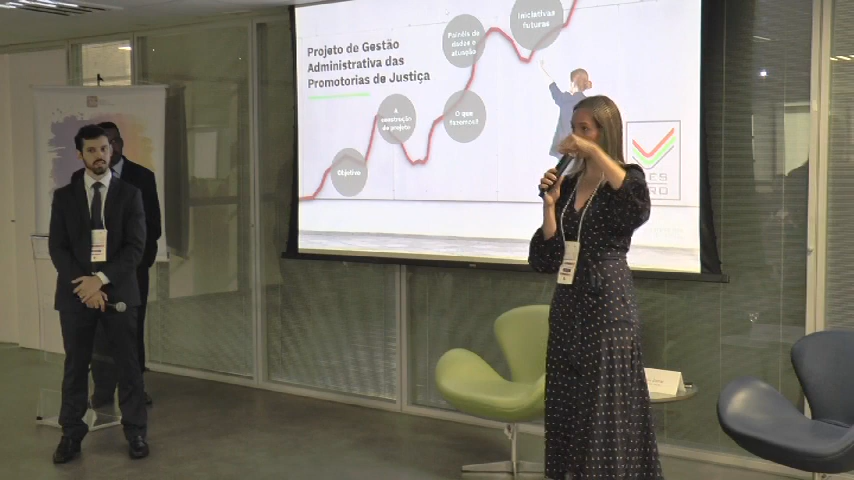 Projeto de Gestão
Administrativa das
Promotorias de Justiça
Objetivo
A
construção
do projeto
O que
fizemos?
Painéis de
dados e
atuação
Iniciativas
futuras